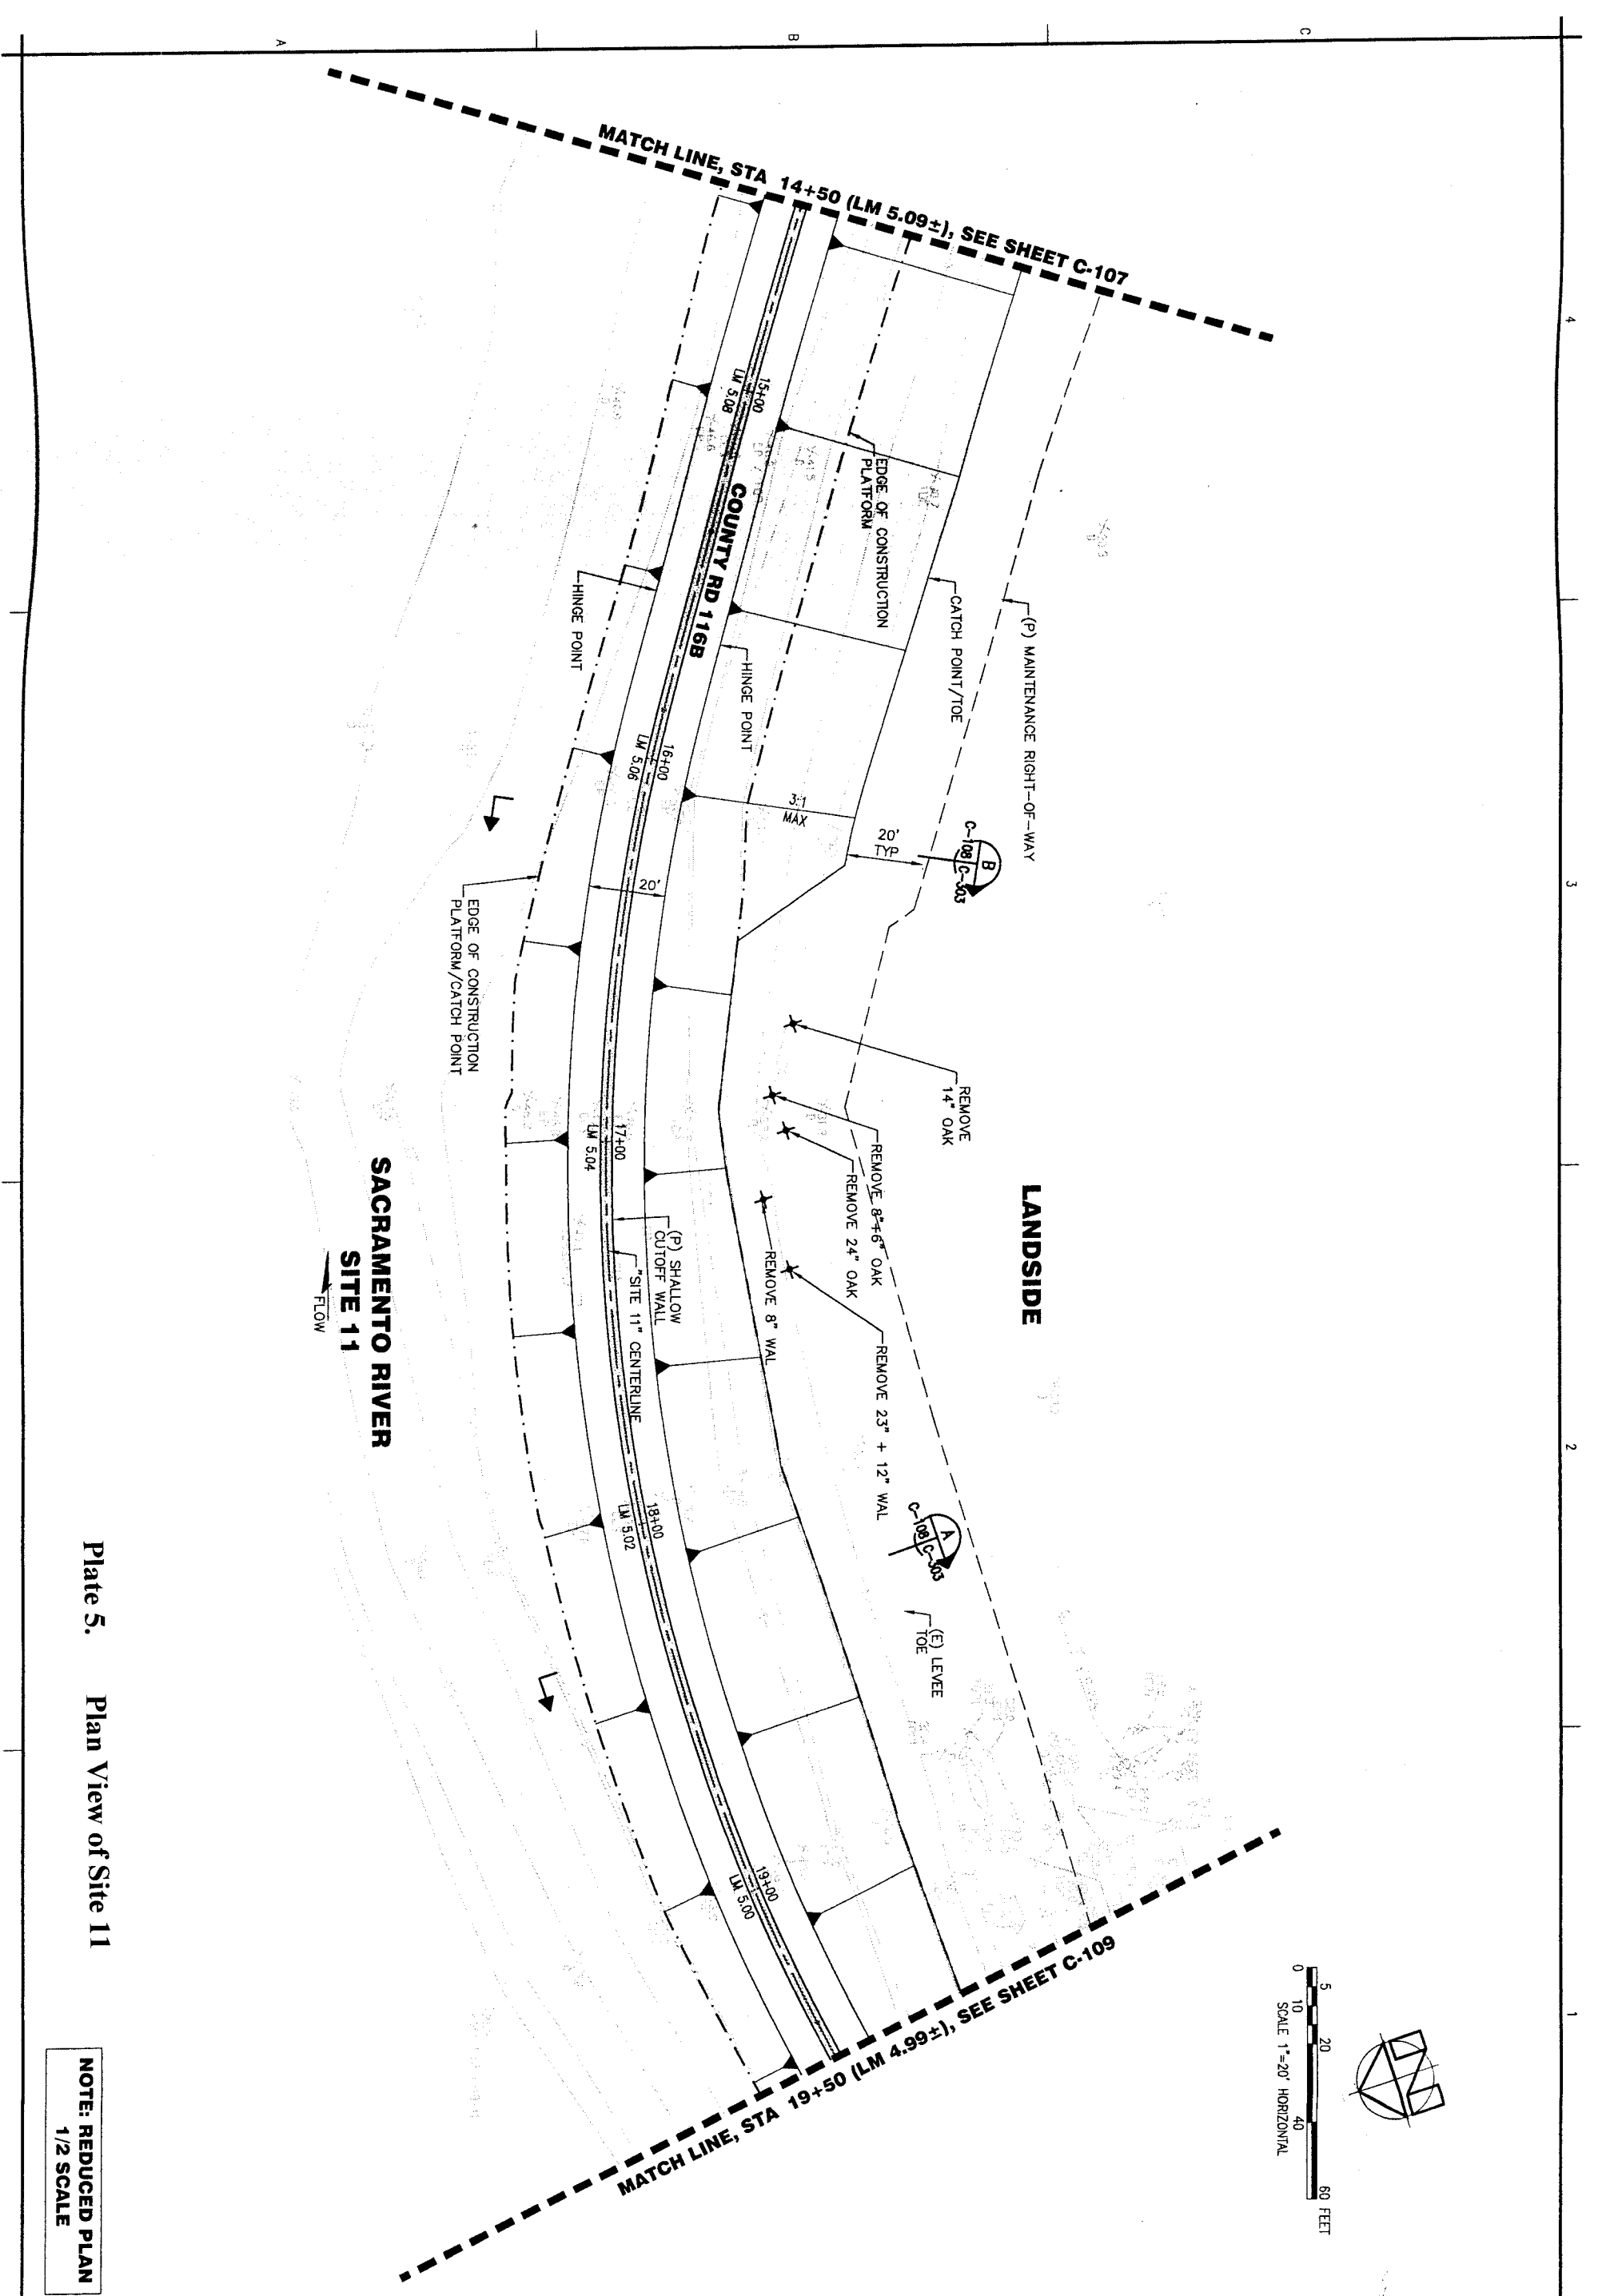 A
B
C
4
3
2
1
MATCH LINE, STA 14+50 (LM 5.09±), SEE SHEET C-107
15+00
LM 5.08
COUNTY RD 116B
EDGE OF CONSTRUCTION
PLATFORM
CATCH POINT/TOE
(P) MAINTENANCE RIGHT-OF-WAY
HINGE POINT
HINGE POINT
16+00
LM 5.06
3:1
MAX
20'
TYP
B
C-108
C-303
20'
EDGE OF CONSTRUCTION
PLATFORM/CATCH POINT
REMOVE
14" OAK
REMOVE 8"+6" OAK
REMOVE 24" OAK
REMOVE 8" WAL
REMOVE 23" + 12" WAL
LANDSIDE
17+00
LM 5.04
(P) SHALLOW
CUTOFF WALL
"SITE 11" CENTERLINE
SACRAMENTO RIVER
SITE 11
FLOW
18+00
LM 5.02
A
C-108
C-303
(E) LEVEE
TOE
19+00
LM 5.00
MATCH LINE, STA 19+50 (LM 4.99±), SEE SHEET C-109
0
5
10
20
40
60 FEET
SCALE 1"=20' HORIZONTAL
N
Plate 5. Plan View of Site 11
NOTE: REDUCED PLAN
1/2 SCALE